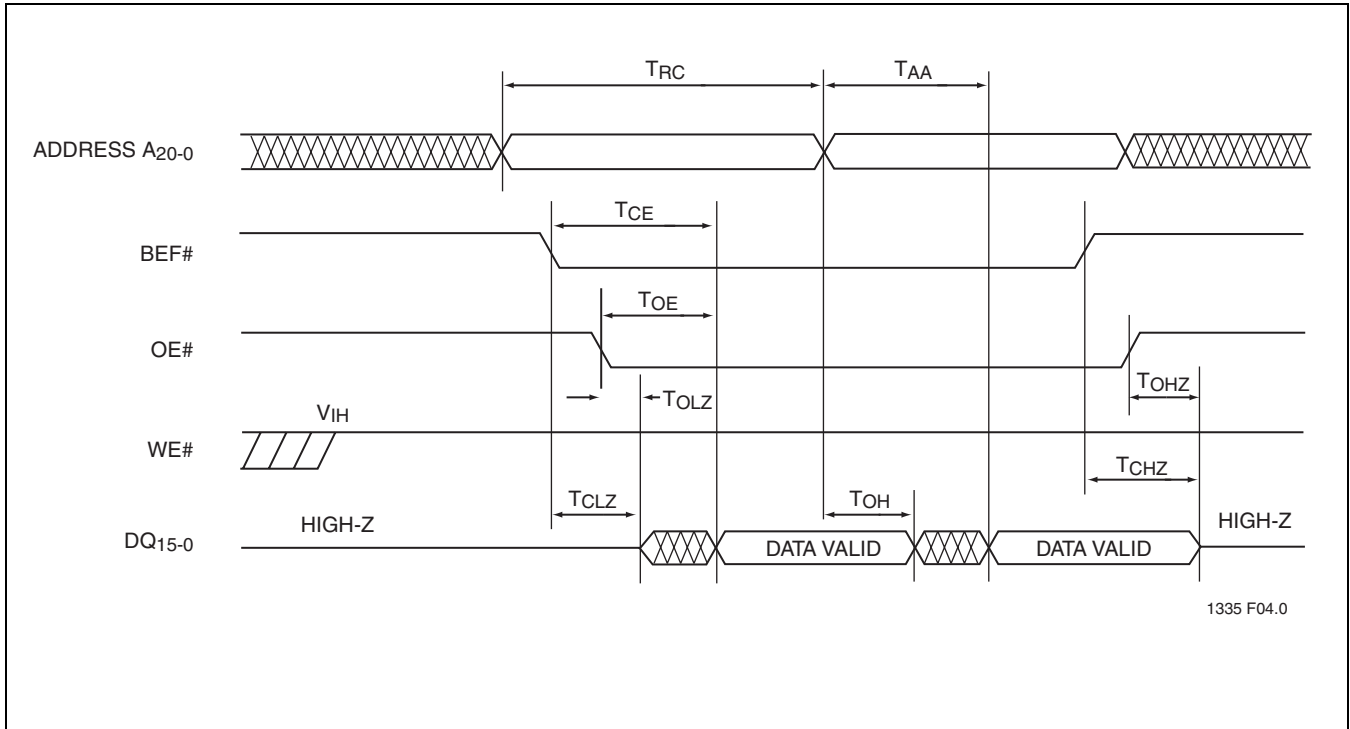 TRC
TAA
ADDRESS A20-0
TCE
BEF#
TOE
OE#
TOLZ
TOHZ
VIH
WE#
TCHZ
TCLZ
TOH
HIGH-Z
HIGH-Z
DQ15-0
DATA VALID
DATA VALID
1335 F04.0